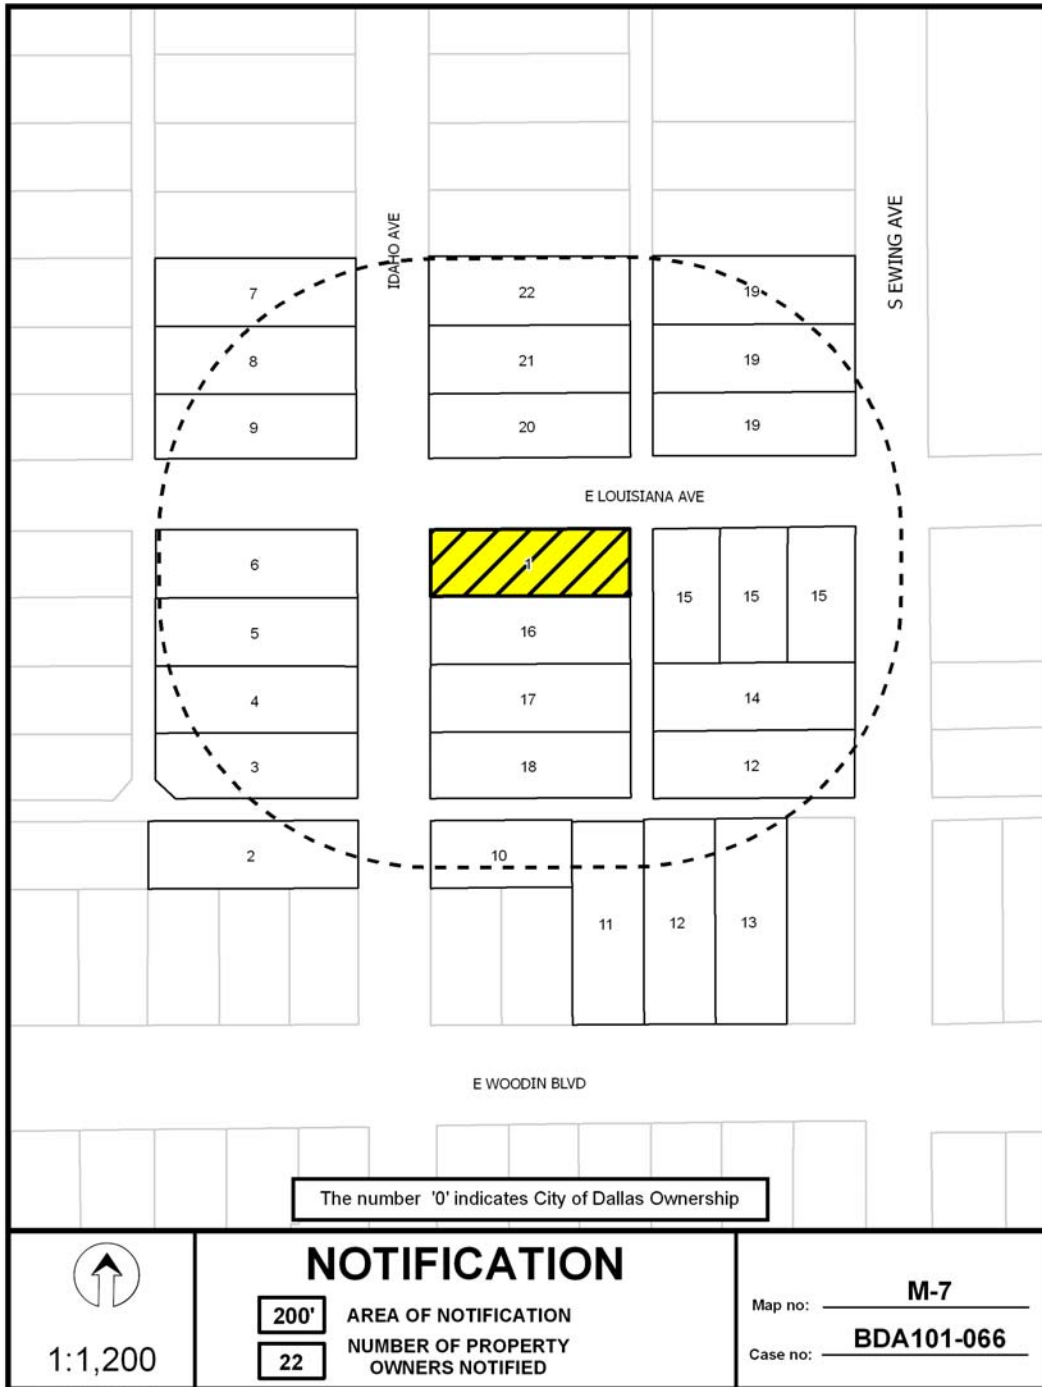 IDAHO AVE
S EWING AVE
7
22
19
8
21
19
9
20
19
E LOUISIANA AVE
6
1
15
15
15
5
16
4
17
14
3
18
12
2
10
11
12
13
E WOODIN BLVD
The number '0' indicates City of Dallas Ownership
1:1,200
NOTIFICATION
200' AREA OF NOTIFICATION
22 NUMBER OF PROPERTY
OWNERS NOTIFIED
Map no: M-7
Case no: BDA101-066